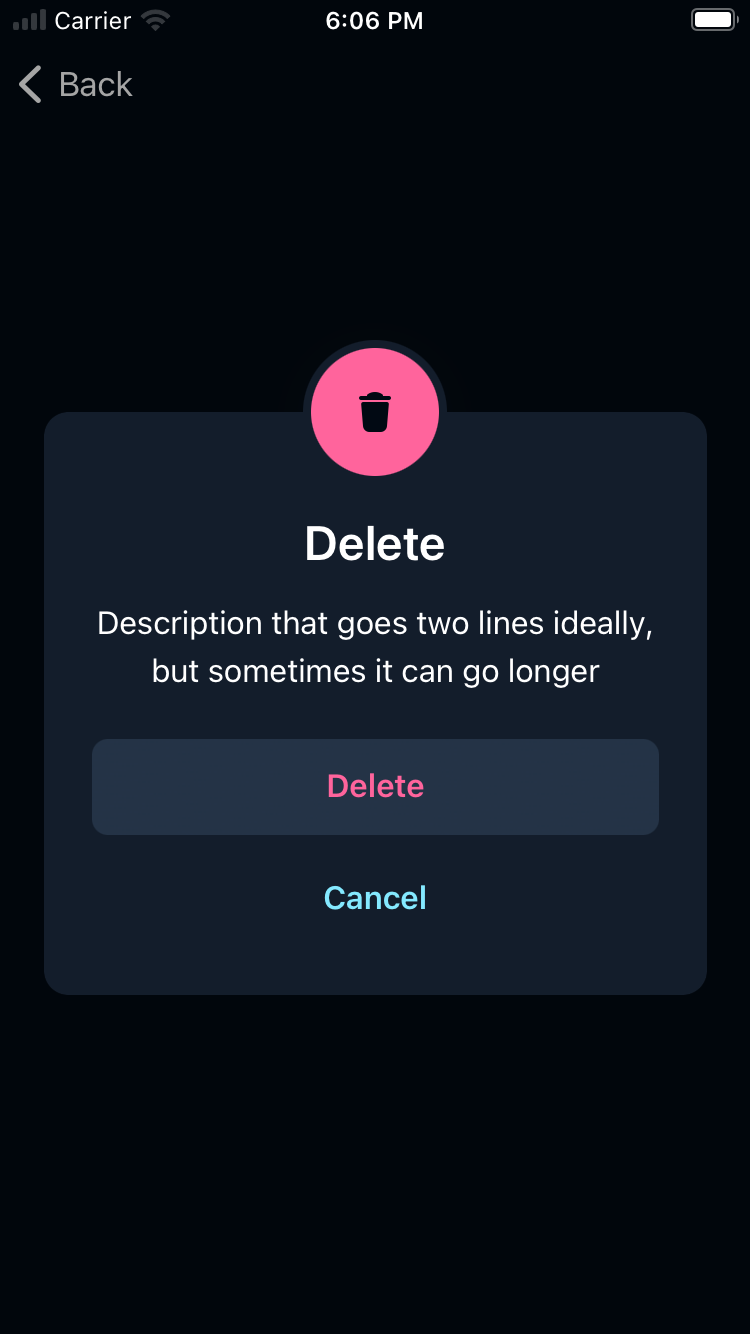 Carrier 6:06 PM
Back
Delete
Description that goes two lines ideally,
but sometimes it can go longer
Delete
Cancel